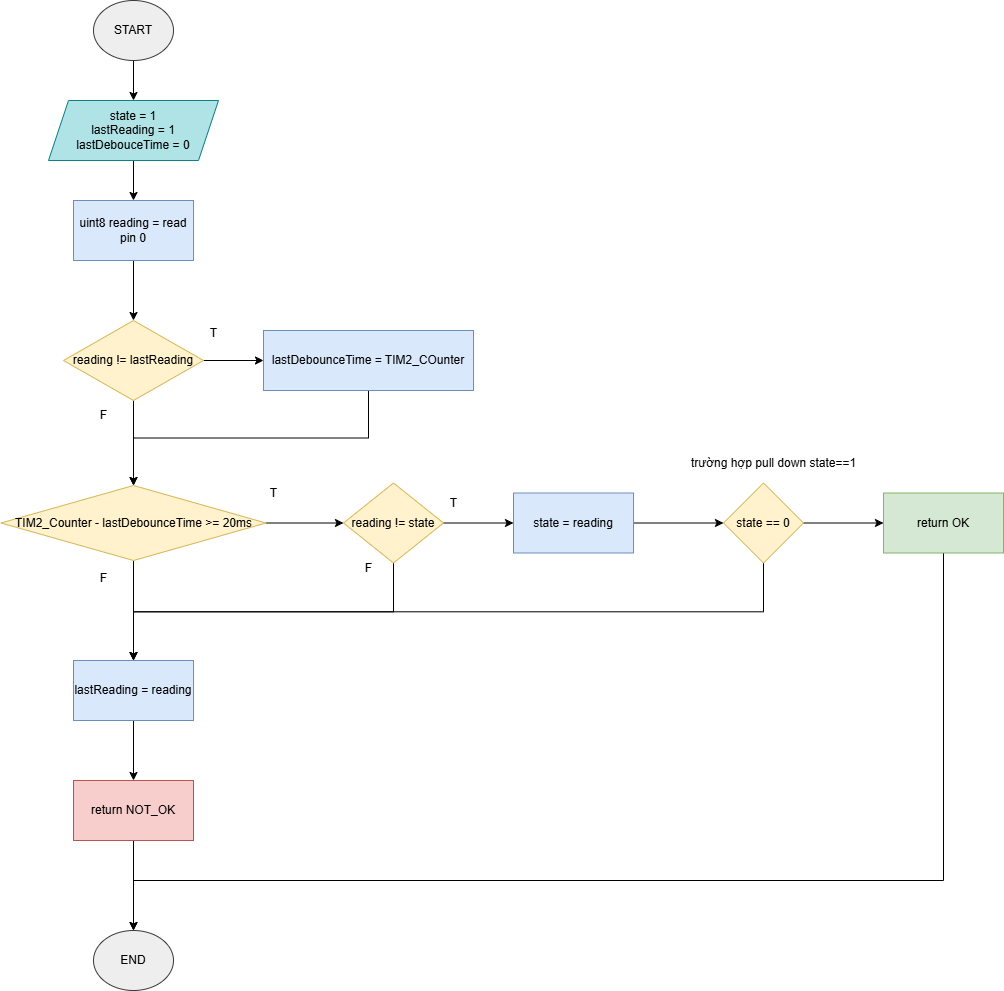 START
state = 1
lastReading = 1
lastDebouceTime = 0
uint8 reading = read
pin 0
reading != lastReading
T
lastDebounceTime = TIM2_COunter
F
trường hợp pull down state==1
TIM2_Counter - lastDebounceTime >= 20ms
T
reading != state
T
state = reading
state == 0
return OK
F
F
lastReading = reading
return NOT_OK
END